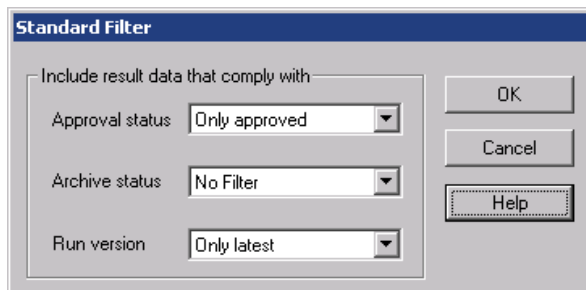 Standard Filter
Include result data that comply with
Approval status Only approved
Archive status No Filter
Run version Only latest
OK
Cancel
Help